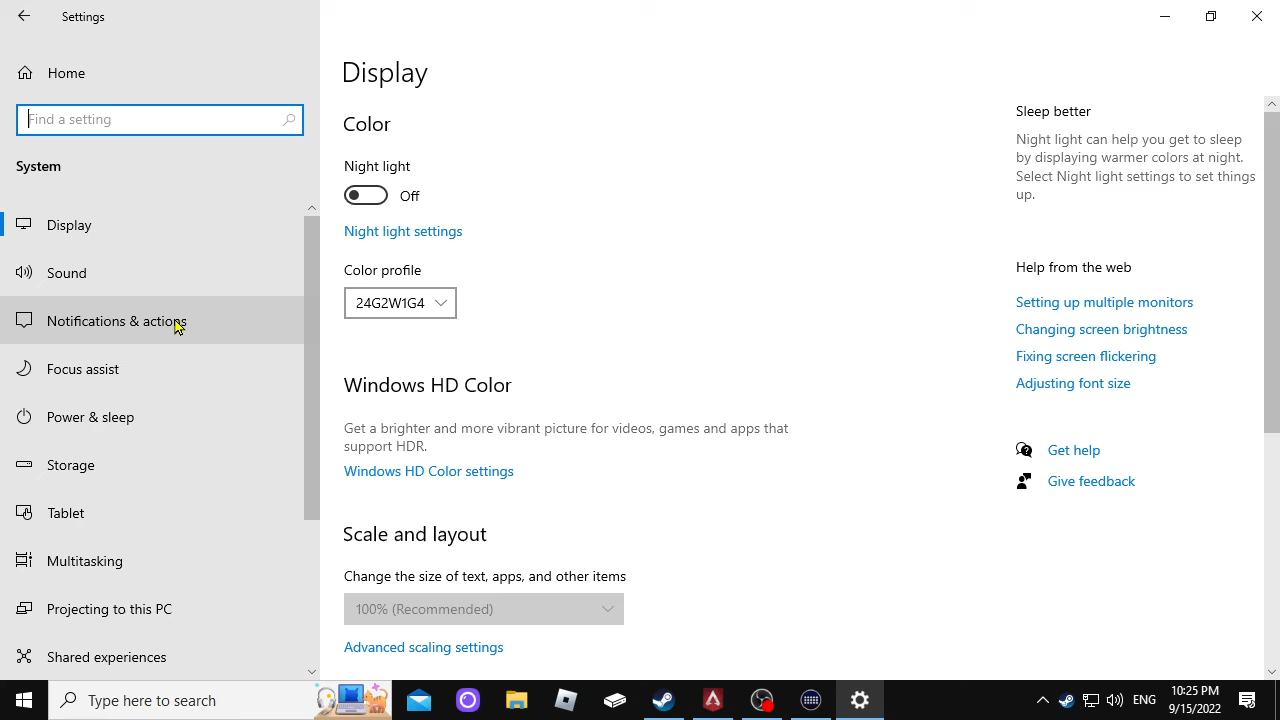 Settings
Home
Find a setting
System
Display
Sound
Notifications & actions
Focus assist
Power & sleep
Storage
Tablet
Multitasking
Projecting to this PC
Shared experiences
Display
Color
Night light
Off
Night light settings
Color profile
24G2W1G4
Windows HD Color
Get a brighter and more vibrant picture for videos, games and apps that
support HDR.
Windows HD Color settings
Scale and layout
Change the size of text, apps, and other items
100% (Recommended)
Advanced scaling settings
Sleep better
Night light can help you get to sleep
by displaying warmer colors at night.
Select Night light settings to set things
up.
Help from the web
Setting up multiple monitors
Changing screen brightness
Fixing screen flickering
Adjusting font size
Get help
Give feedback
Type here to search
ENG
10:25 PM
9/15/2022